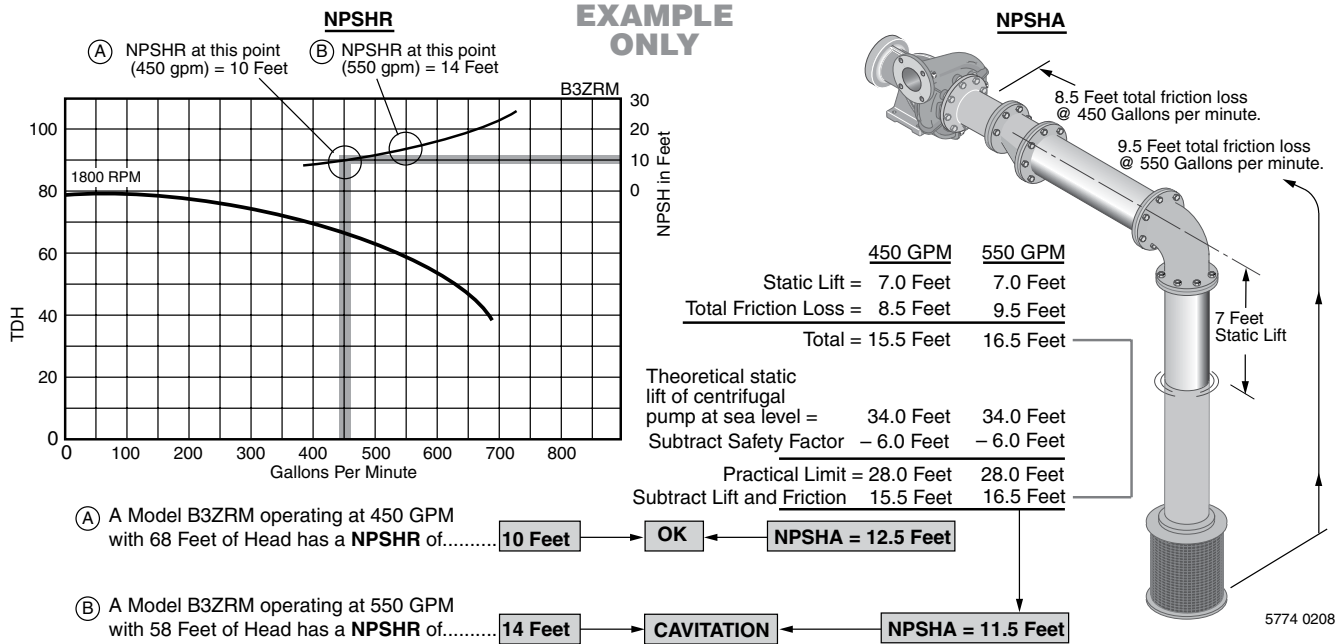 EXAMPLE
ONLY
NPSHR
Ⓐ NPSHR at this point
(450 gpm) = 10 Feet
Ⓑ NPSHR at this point
(550 gpm) = 14 Feet
B3ZRM
1800 RPM
TDH
100
80
60
40
20
0
30
20
10
0
NPSH in Feet
0 100 200 300 400 500 600 700 800
Gallons Per Minute
NPSHA
8.5 Feet total friction loss
@ 450 Gallons per minute.
9.5 Feet total friction loss
@ 550 Gallons per minute.
7 Feet
Static Lift
450 GPM 550 GPM
Static Lift = 7.0 Feet 7.0 Feet
Total Friction Loss = 8.5 Feet 9.5 Feet
Total = 15.5 Feet 16.5 Feet
Theoretical static
lift of centrifugal
pump at sea level = 34.0 Feet 34.0 Feet
Subtract Safety Factor – 6.0 Feet – 6.0 Feet
Practical Limit = 28.0 Feet 28.0 Feet
Subtract Lift and Friction 15.5 Feet 16.5 Feet
Ⓐ A Model B3ZRM operating at 450 GPM
with 68 Feet of Head has a NPSHR of.......... 10 Feet OK NPSHA = 12.5 Feet
Ⓑ A Model B3ZRM operating at 550 GPM
with 58 Feet of Head has a NPSHR of.......... 14 Feet CAVITATION NPSHA = 11.5 Feet
5774 0208